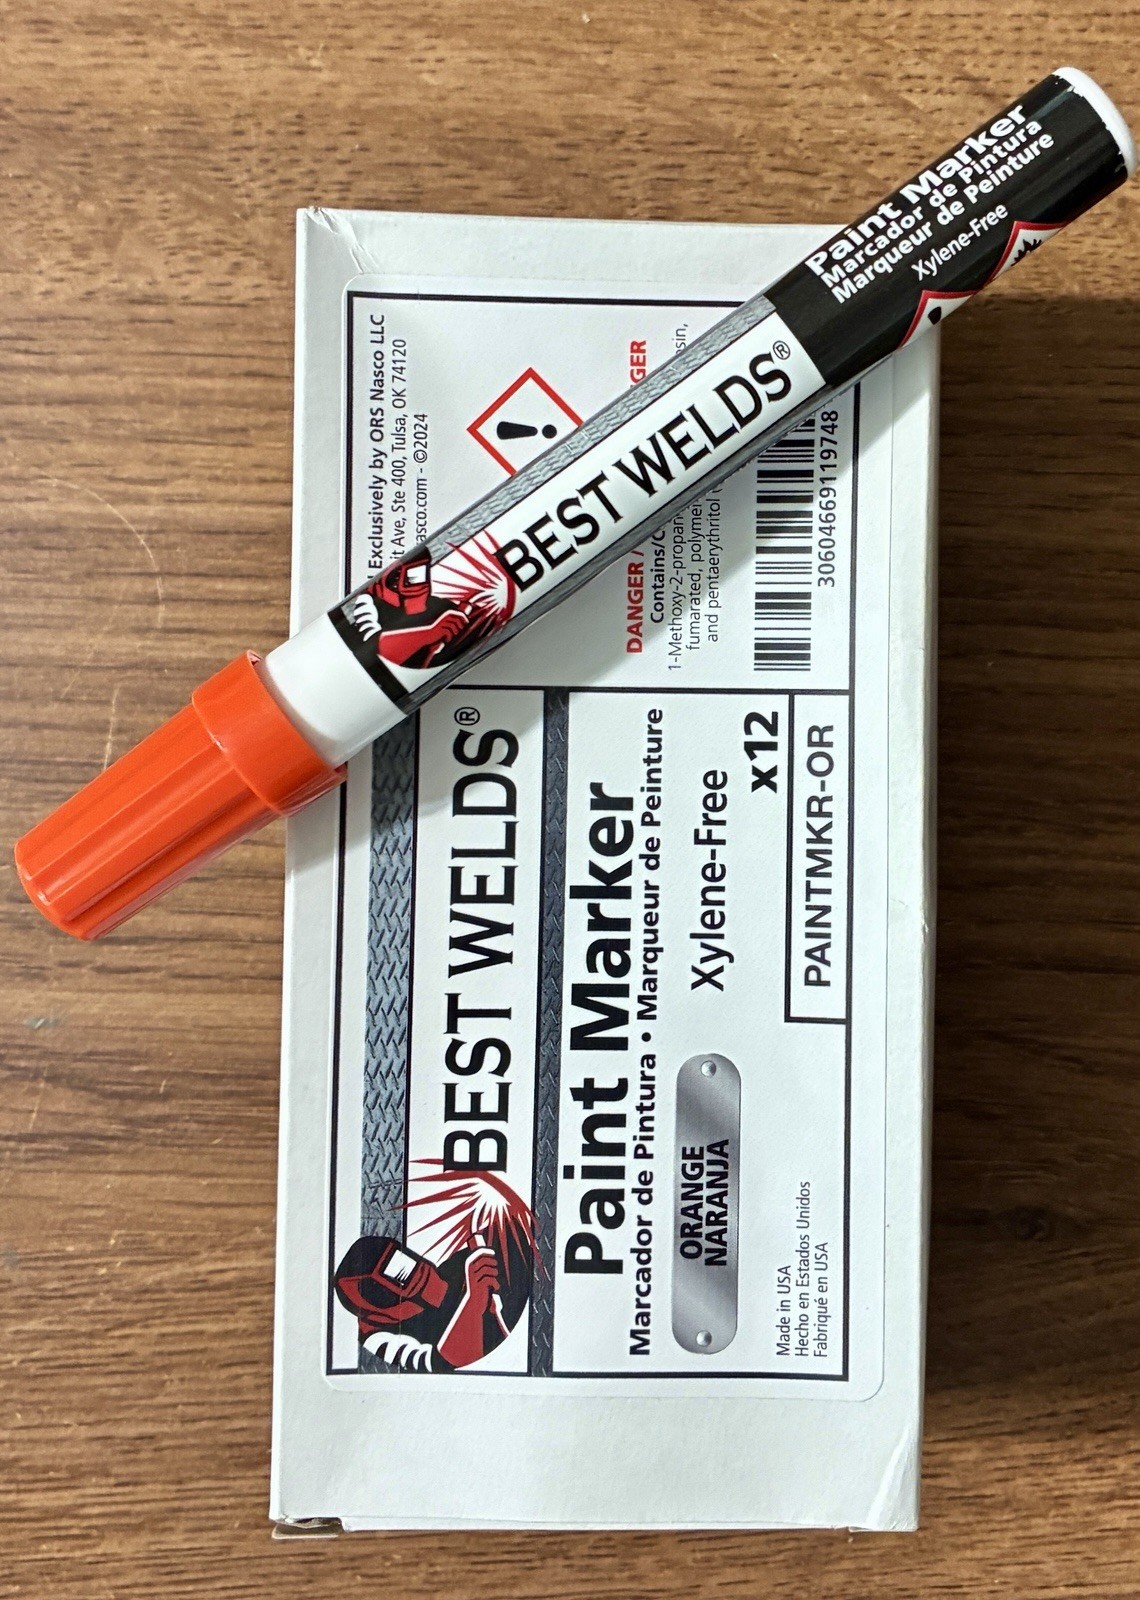 Paint Marker
Marcador de Pintura
Marqueur de Peinture
Xylene-Free
BEST WELDS®
Exclusively by ORS Nasco LLC
Ave, Ste 400, Tulsa, OK 74120
©2024
DANGER /
Contains/
1-Methoxy-2-propan
fumarated, polymer
and pentaerythritol
30604669119748
BEST WELDS®
Paint Marker
Marcador de Pintura • Marqueur de Peinture
ORANGE
NARANJA
Xylene-Free
x12
Made in USA
Hecho en Estados Unidos
Fabriqué en USA
PAINTMKR-OR